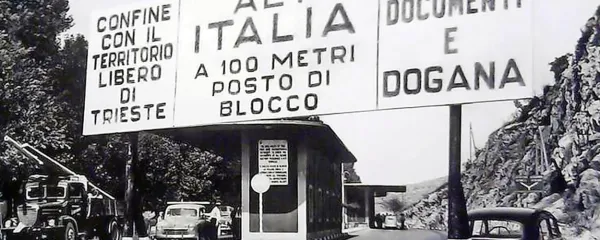 CONFINE
CON IL
TERRITORIO
LIBERO
DI
TRIESTE
ITALIA
A 100 METRI
POSTO DI
BLOCCO
DOCUMENTI
E
DOGANA